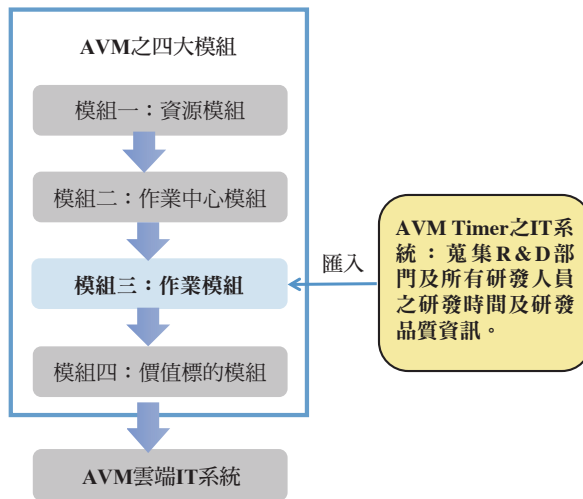 AVM之四大模組
模組一：資源模組
模組二：作業中心模組
模組三：作業模組
模組四：價值標的模組
AVM雲端IT系統
匯入
AVM Timer之IT系
統：蒐集R&D部
門及所有研發人員
之研發時間及研發
品質資訊。